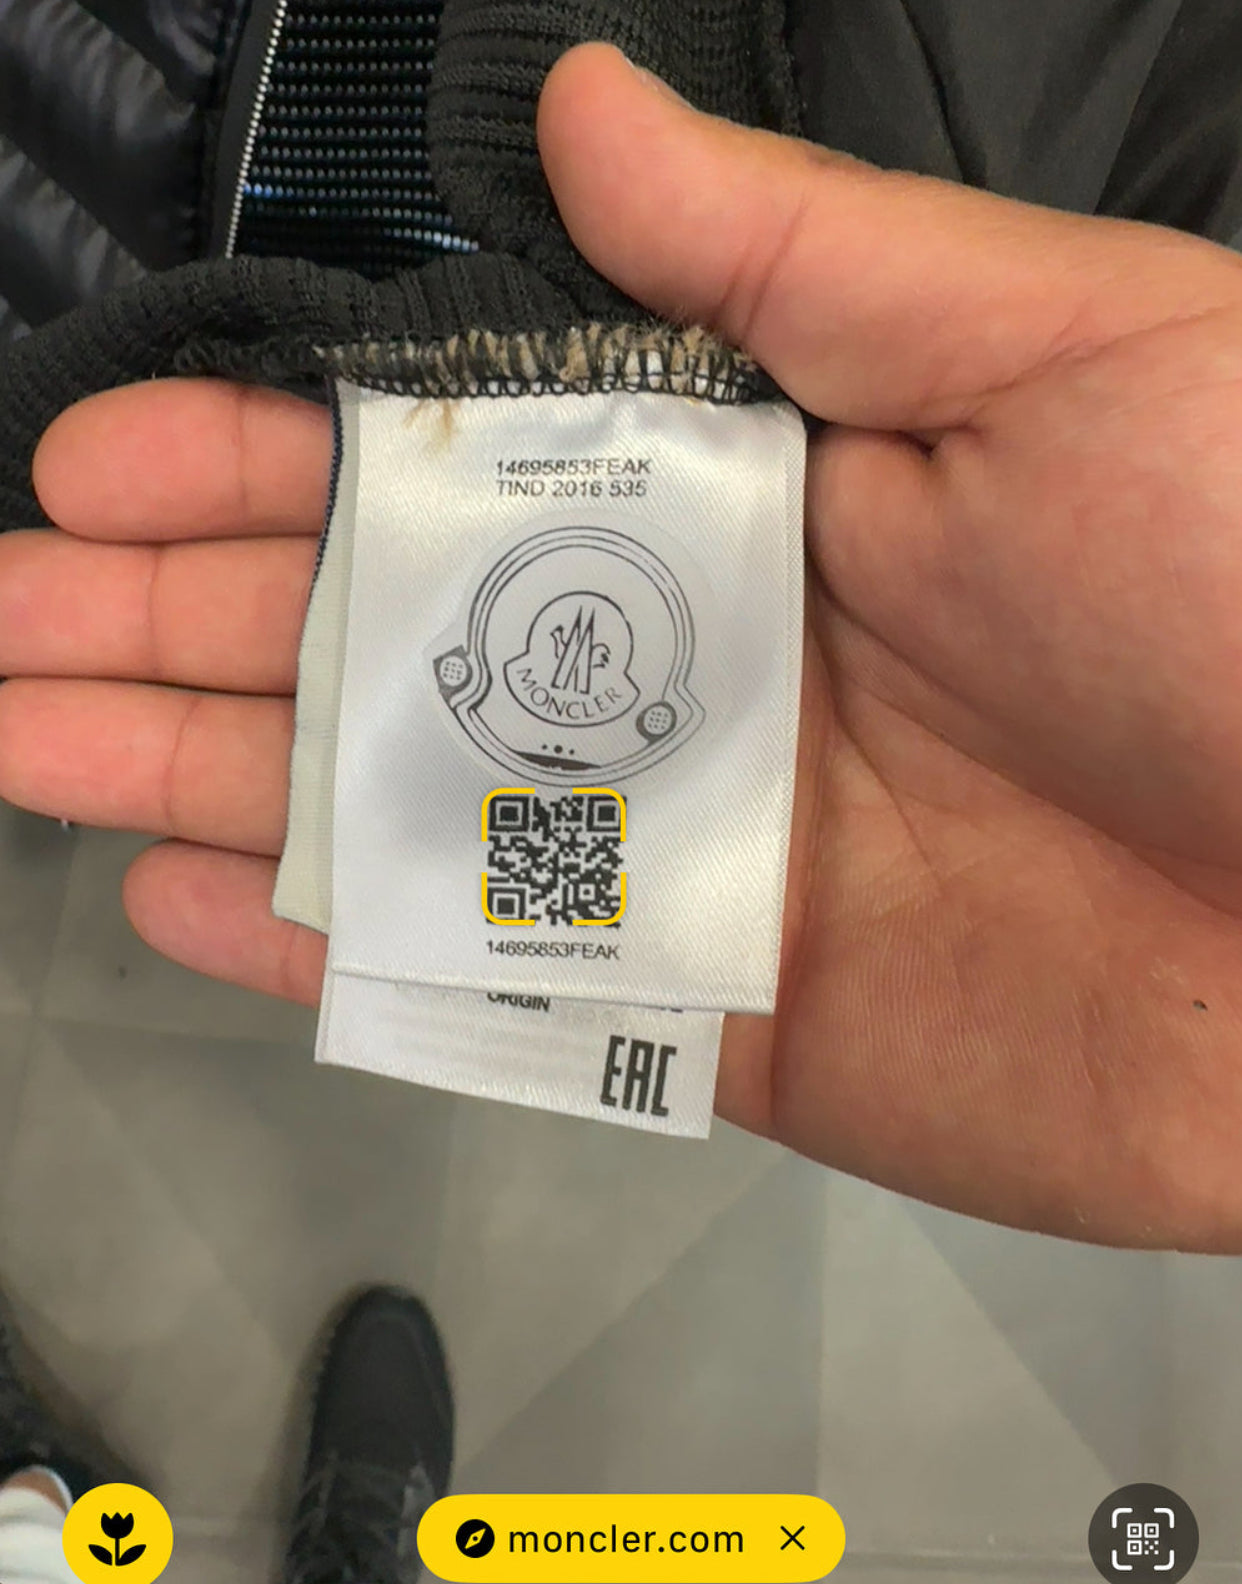 14695853FEAK
TIND 2016 535
MONCLER
14695853FEAK
ORIGIN
EAC
moncler.com